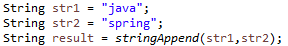 String str1 = "java";
String str2 = "spring";
String result = stringAppend(str1,str2);